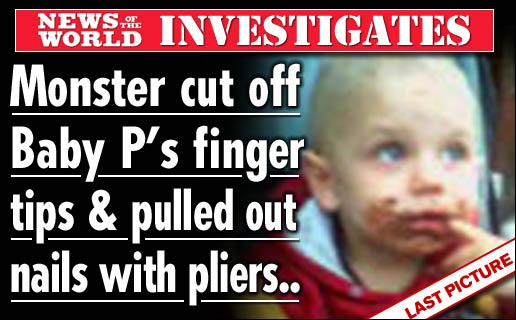 NEWS OF THE WORLD INVESTIGATES
Monster cut off
Baby P's finger
tips & pulled out
nails with pliers..
LAST PICTURE